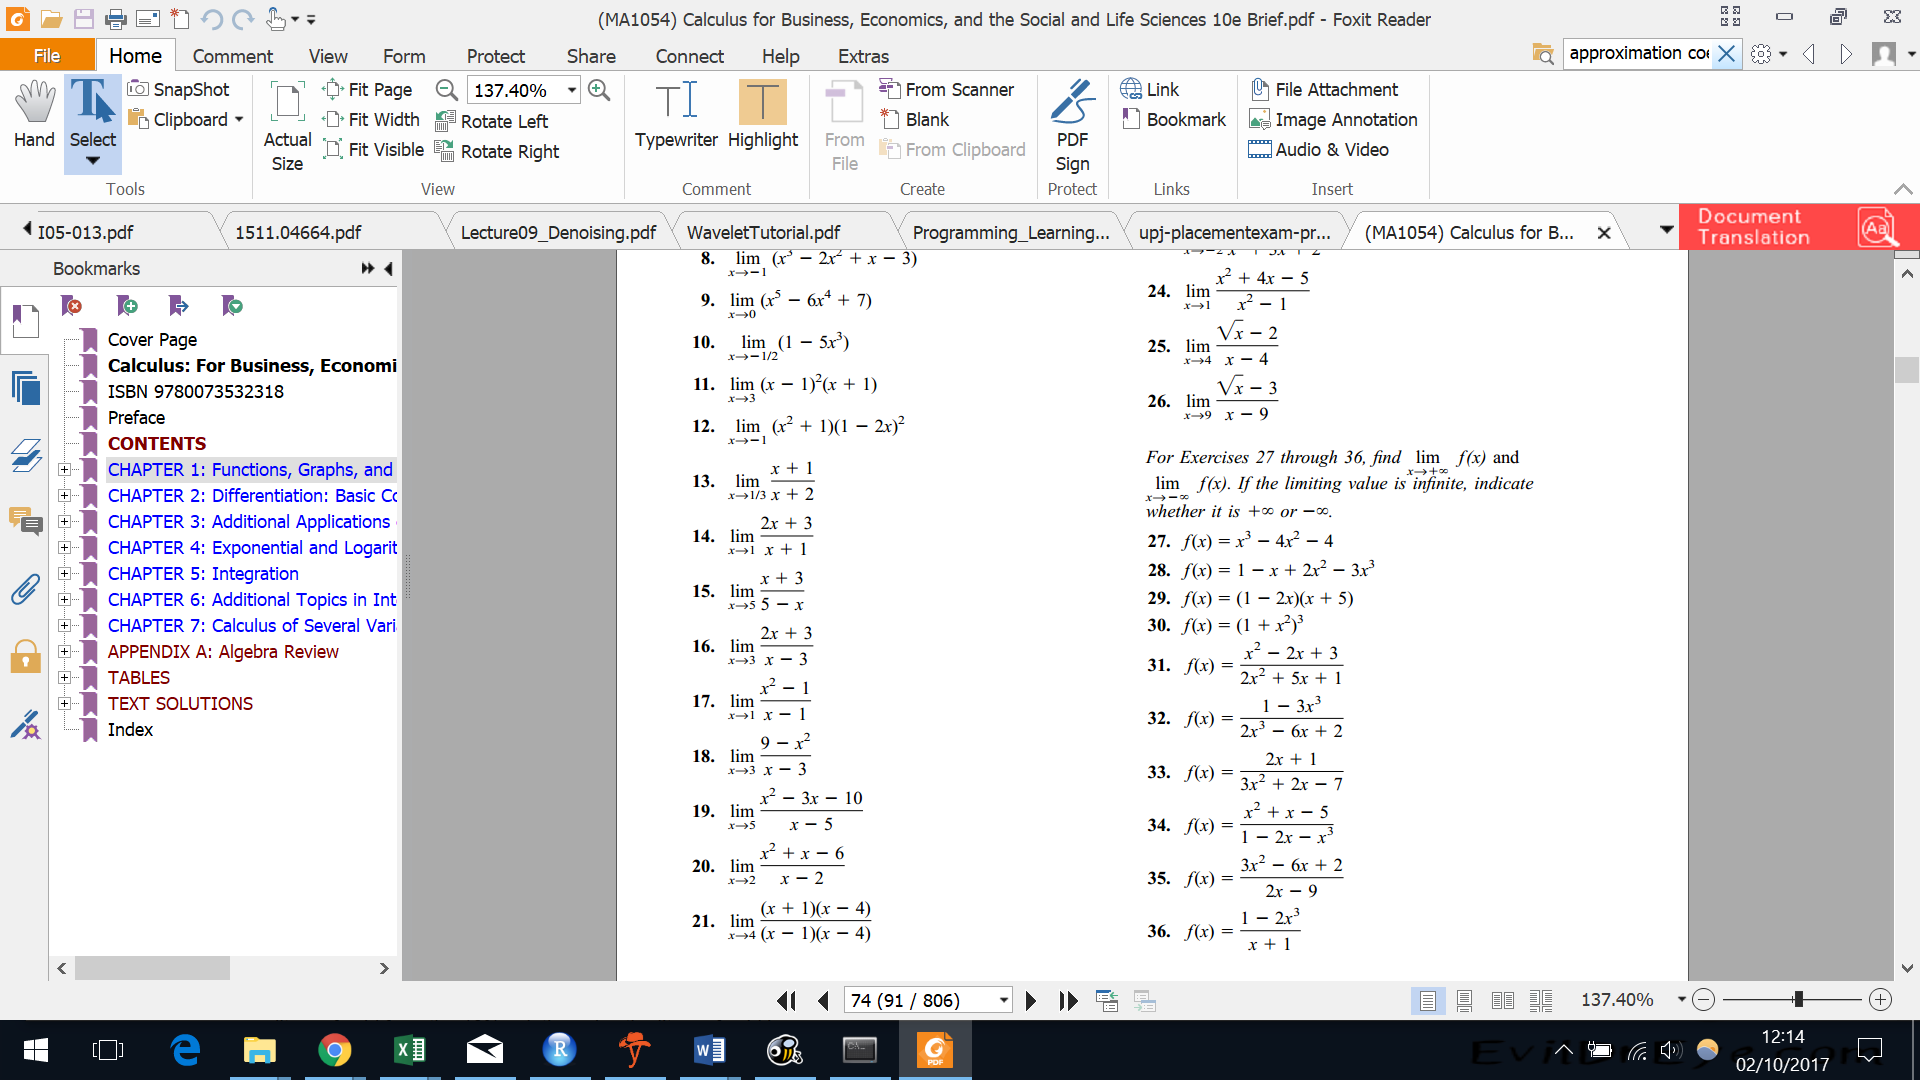 (MA1054) Calculus for Business, Economics, and the Social and Life Sciences 10e Brief.pdf - Foxit Reader
File Home Comment View Form Protect Share Connect Help Extras
approximation coe
Hand
Select
SnapShot
Clipboard
Tools
Actual Size
Fit Page
Fit Width
Fit Visible
137.40%
Rotate Left
Rotate Right
View
Typewriter
Highlight
Comment
From File
From Scanner
Blank
From Clipboard
Create
PDF Sign
Protect
Link
Bookmark
Links
File Attachment
Image Annotation
Audio & Video
Insert
I05-013.pdf
1511.04664.pdf
Lecture09_Denoising.pdf
WaveletTutorial.pdf
Programming_Learning...
upj-placementexam-pr...
(MA1054) Calculus for B...
Document Translation
Bookmarks
Cover Page
Calculus: For Business, Economi
ISBN 9780073532318
Preface
CONTENTS
CHAPTER 1: Functions, Graphs, and
CHAPTER 2: Differentiation: Basic Co
CHAPTER 3: Additional Applications
CHAPTER 4: Exponential and Logarit
CHAPTER 5: Integration
CHAPTER 6: Additional Topics in Int
CHAPTER 7: Calculus of Several Vari
APPENDIX A: Algebra Review
TABLES
TEXT SOLUTIONS
Index
8. lim x→−1 (x³ − 2x² + x − 3)
9. lim x→0 (x⁵ − 6x⁴ + 7)
10. lim x→−1/2 (1 − 5x³)
11. lim x→3 (x − 1)²(x + 1)
12. lim x→−1 (x² + 1)(1 − 2x)²
13. lim x→1/3 (x + 1)/(x + 2)
14. lim x→1 (2x + 3)/(x + 1)
15. lim x→5 (x + 3)/(5 − x)
16. lim x→3 (2x + 3)/(x − 3)
17. lim x→1 (x² − 1)/(x − 1)
18. lim x→3 (9 − x²)/(x − 3)
19. lim x→5 (x² − 3x − 10)/(x − 5)
20. lim x→2 (x² + x − 6)/(x − 2)
21. lim x→4 (x + 1)(x − 4)/(x − 1)(x − 4)
24. lim x→1 (x² + 4x − 5)/(x² − 1)
25. lim x→4 (√x − 2)/(x − 4)
26. lim x→9 (√x − 3)/(x − 9)
For Exercises 27 through 36, find lim x→+∞ f(x) and
lim x→−∞ f(x). If the limiting value is infinite, indicate
whether it is +∞ or −∞.
27. f(x) = x³ − 4x² − 4
28. f(x) = 1 − x + 2x² − 3x³
29. f(x) = (1 − 2x)(x + 5)
30. f(x) = (1 + x²)³
31. f(x) = (x² − 2x + 3)/(2x² + 5x + 1)
32. f(x) = (1 − 3x³)/(2x³ − 6x + 2)
33. f(x) = (2x + 1)/(3x² + 2x − 7)
34. f(x) = (x² + x − 5)/(1 − 2x − x³)
35. f(x) = (3x² − 6x + 2)/(2x − 9)
36. f(x) = (1 − 2x³)/(x + 1)
74 (91 / 806)
137.40%
12:14
02/10/2017